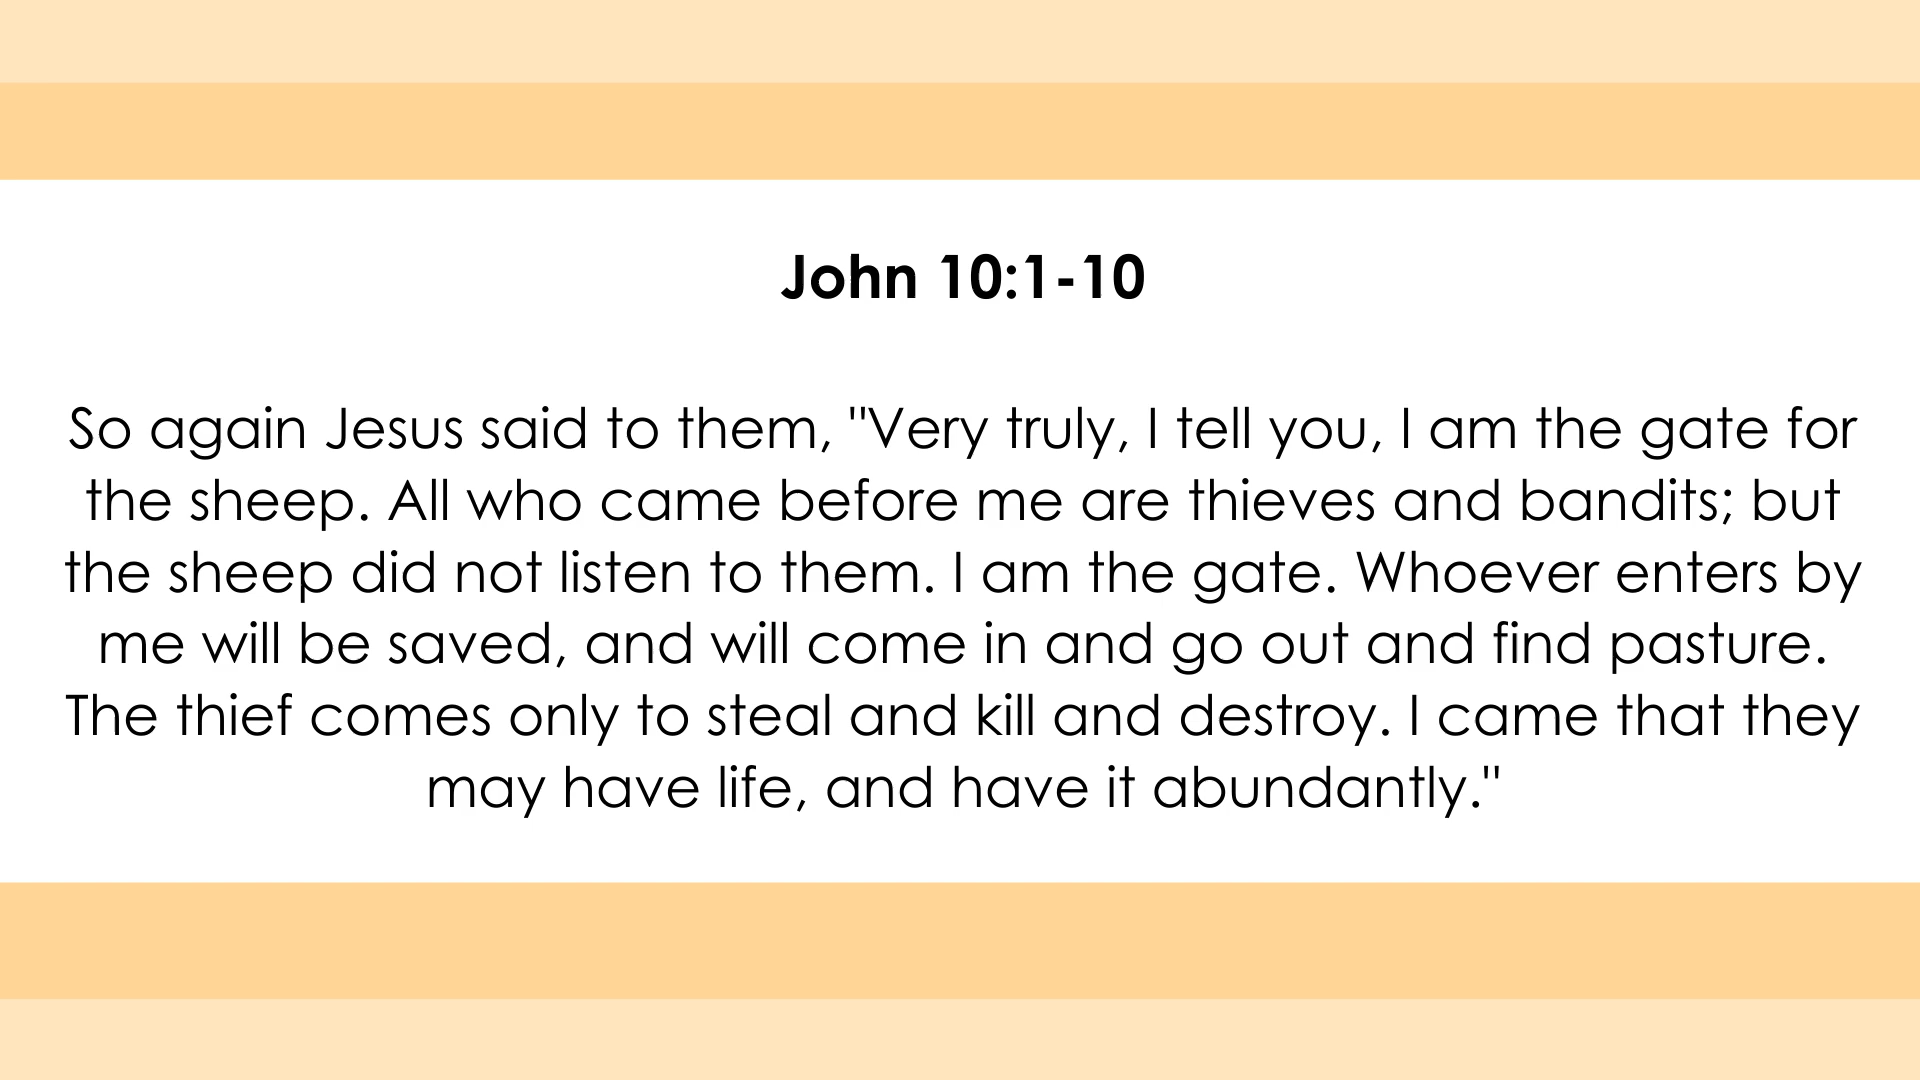 John 10:1-10
So again Jesus said to them, "Very truly, I tell you, I am the gate for
the sheep. All who came before me are thieves and bandits; but
the sheep did not listen to them. I am the gate. Whoever enters by
me will be saved, and will come in and go out and find pasture.
The thief comes only to steal and kill and destroy. I came that they
may have life, and have it abundantly."